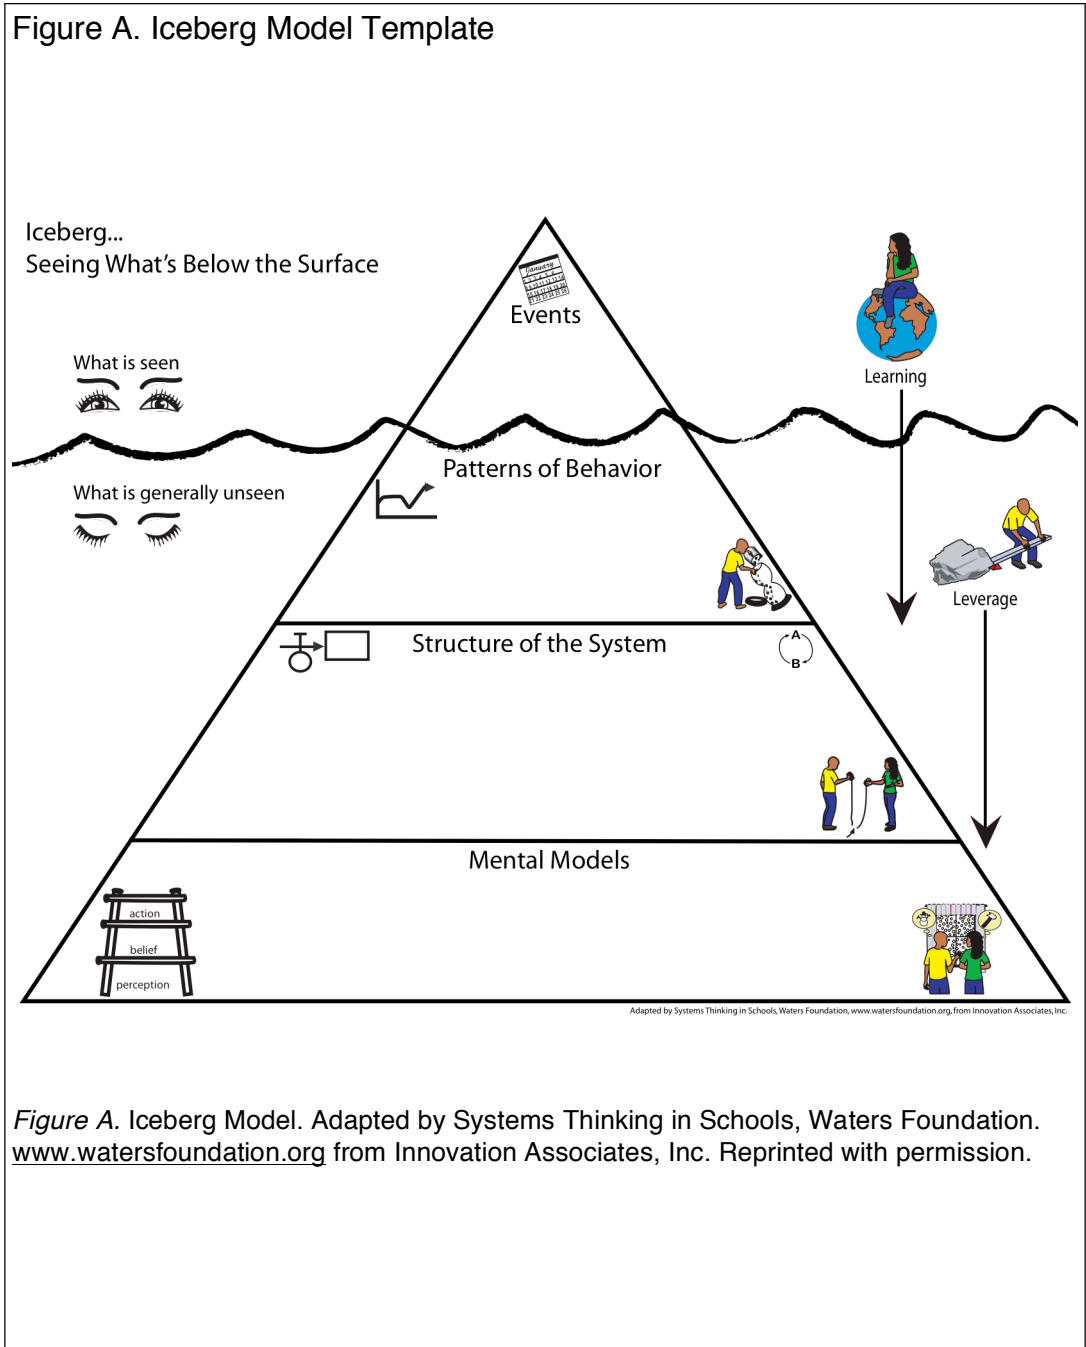 Figure A. Iceberg Model Template
Iceberg...
Seeing What's Below the Surface
January
Events
What is seen
Learning
Patterns of Behavior
What is generally unseen
Leverage
Structure of the System
A
B
Mental Models
action
belief
perception
Adapted by Systems Thinking in Schools, Waters Foundation, www.watersfoundation.org, from Innovation Associates, Inc.
Figure A. Iceberg Model. Adapted by Systems Thinking in Schools, Waters Foundation.
www.watersfoundation.org from Innovation Associates, Inc. Reprinted with permission.